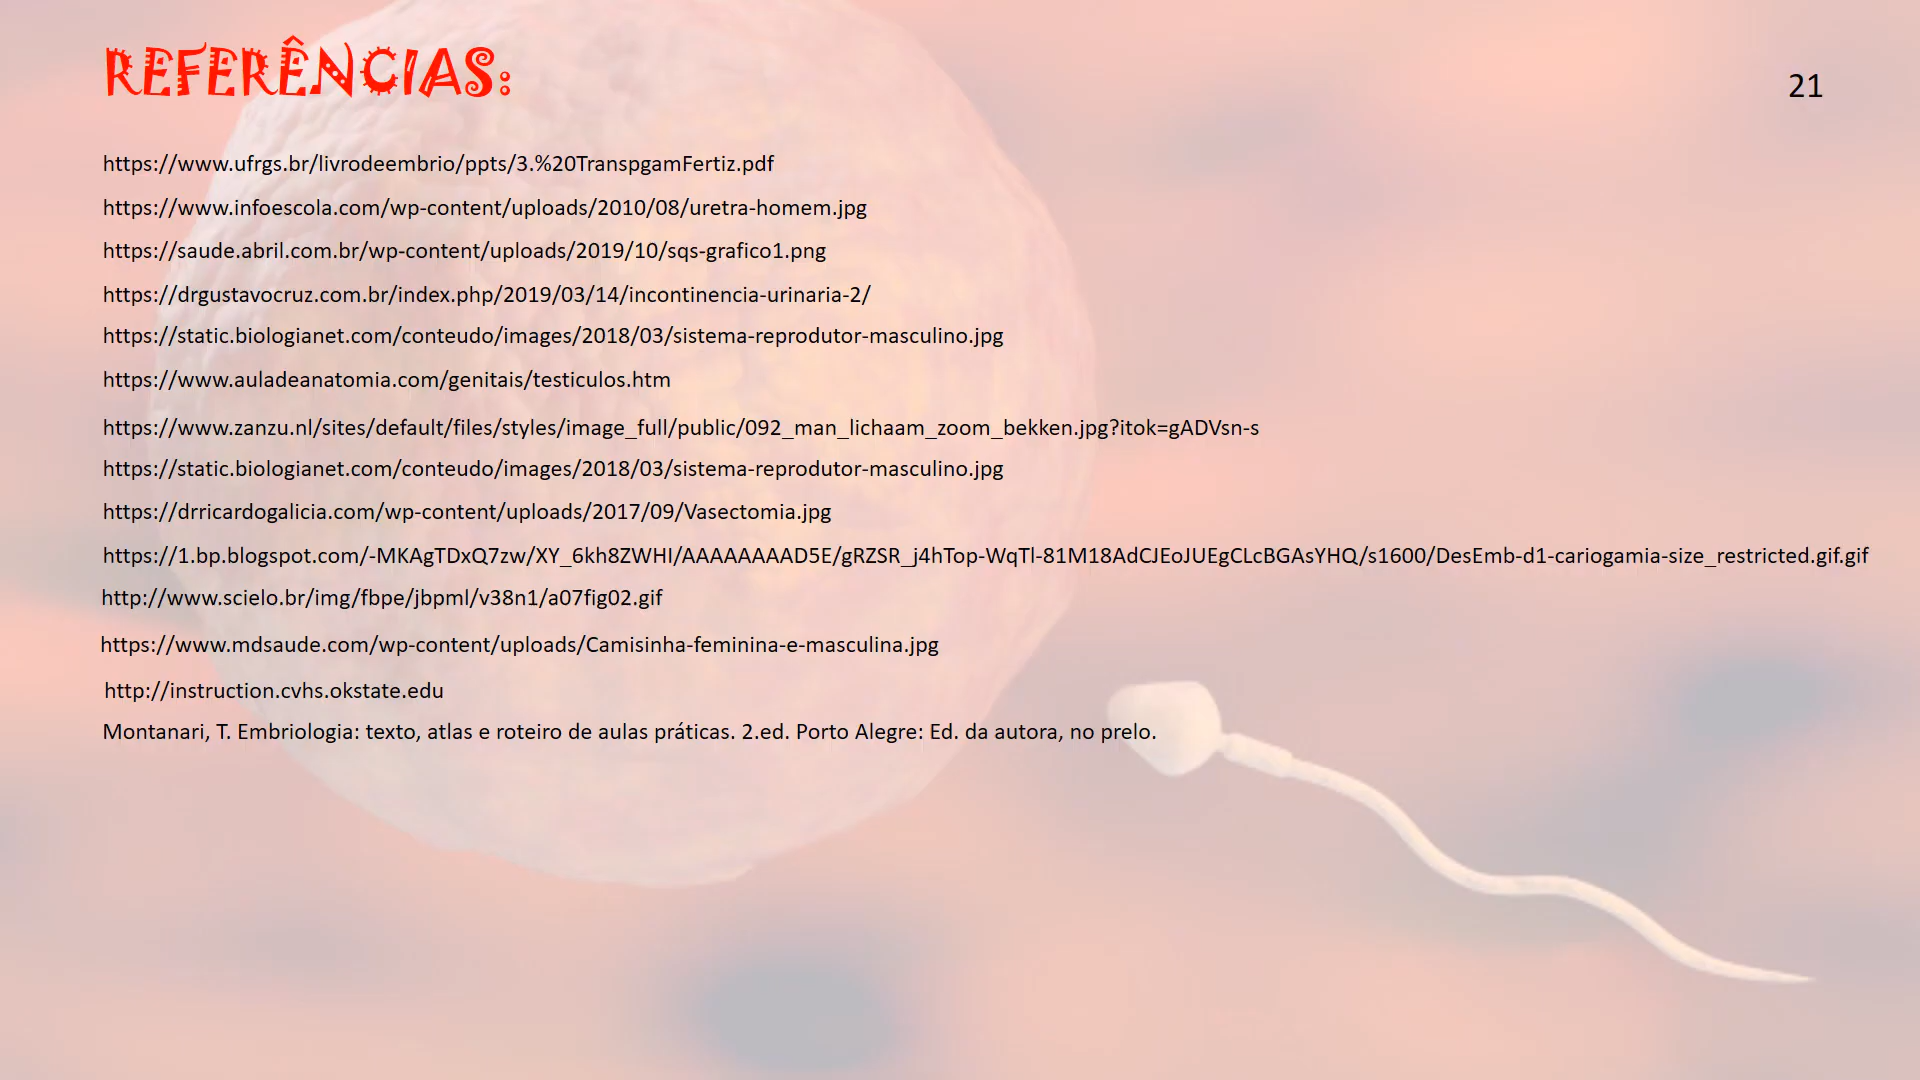 REFERÊNCIAS:
21
https://www.ufrgs.br/livrodeembrio/ppts/3.%20TranspgamFertiz.pdf
https://www.infoescola.com/wp-content/uploads/2010/08/uretra-homem.jpg
https://saude.abril.com.br/wp-content/uploads/2019/10/sqs-grafico1.png
https://drgustavocruz.com.br/index.php/2019/03/14/incontinencia-urinaria-2/
https://static.biologianet.com/conteudo/images/2018/03/sistema-reprodutor-masculino.jpg
https://www.auladeanatomia.com/genitais/testiculos.htm
https://www.zanzu.nl/sites/default/files/styles/image_full/public/092_man_lichaam_zoom_bekken.jpg?itok=gADVsn-s
https://static.biologianet.com/conteudo/images/2018/03/sistema-reprodutor-masculino.jpg
https://drricardogalicia.com/wp-content/uploads/2017/09/Vasectomia.jpg
https://1.bp.blogspot.com/-MKAgTDxQ7zw/XY_6kh8ZWHI/AAAAAAAAD5E/gRZSR_j4hTop-WqTl-81M18AdCJEoJUEgCLcBGAsYHQ/s1600/DesEmb-d1-cariogamia-size_restricted.gif.gif
http://www.scielo.br/img/fbpe/jbpml/v38n1/a07fig02.gif
https://www.mdsaude.com/wp-content/uploads/Camisinha-feminina-e-masculina.jpg
http://instruction.cvhs.okstate.edu
Montanari, T. Embriologia: texto, atlas e roteiro de aulas práticas. 2.ed. Porto Alegre: Ed. da autora, no prelo.